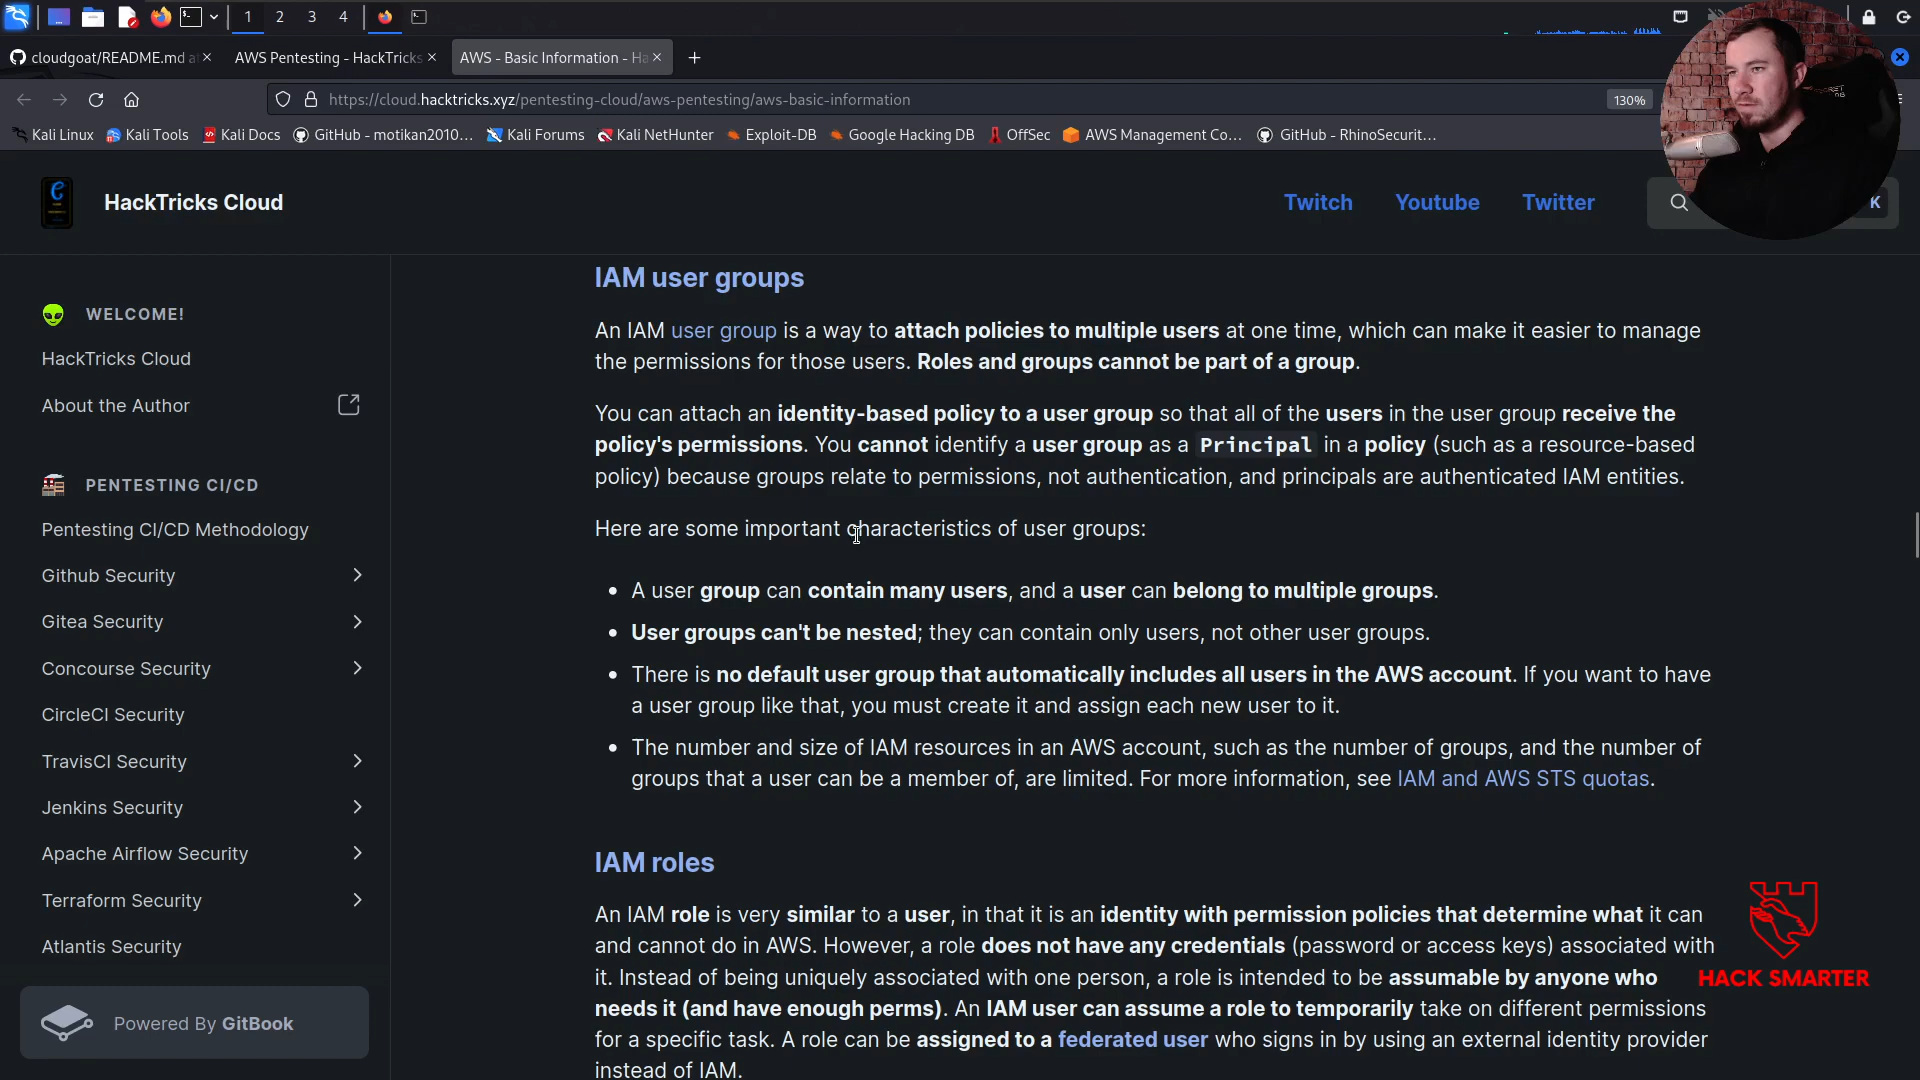 1 2 3 4
cloudgoat/README.md a
AWS Pentesting - HackTricks
AWS - Basic Information - Ha
https://cloud.hacktricks.xyz/pentesting-cloud/aws-pentesting/aws-basic-information
130%
Kali Linux
Kali Tools
Kali Docs
GitHub - motikan2010...
Kali Forums
Kali NetHunter
Exploit-DB
Google Hacking DB
OffSec
AWS Management Co...
GitHub - RhinoSecurit...
HackTricks Cloud
Twitch
Youtube
Twitter
K
WELCOME!
HackTricks Cloud
About the Author
PENTESTING CI/CD
Pentesting CI/CD Methodology
Github Security
Gitea Security
Concourse Security
CircleCI Security
TravisCI Security
Jenkins Security
Apache Airflow Security
Terraform Security
Atlantis Security
Powered By GitBook
IAM user groups
An IAM user group is a way to attach policies to multiple users at one time, which can make it easier to manage
the permissions for those users. Roles and groups cannot be part of a group.
You can attach an identity-based policy to a user group so that all of the users in the user group receive the
policy's permissions. You cannot identify a user group as a Principal in a policy (such as a resource-based
policy) because groups relate to permissions, not authentication, and principals are authenticated IAM entities.
Here are some important characteristics of user groups:
A user group can contain many users, and a user can belong to multiple groups.
User groups can't be nested; they can contain only users, not other user groups.
There is no default user group that automatically includes all users in the AWS account. If you want to have
a user group like that, you must create it and assign each new user to it.
The number and size of IAM resources in an AWS account, such as the number of groups, and the number of
groups that a user can be a member of, are limited. For more information, see IAM and AWS STS quotas.
IAM roles
An IAM role is very similar to a user, in that it is an identity with permission policies that determine what it can
and cannot do in AWS. However, a role does not have any credentials (password or access keys) associated with
it. Instead of being uniquely associated with one person, a role is intended to be assumable by anyone who
needs it (and have enough perms). An IAM user can assume a role to temporarily take on different permissions
for a specific task. A role can be assigned to a federated user who signs in by using an external identity provider
instead of IAM.
HACK SMARTER